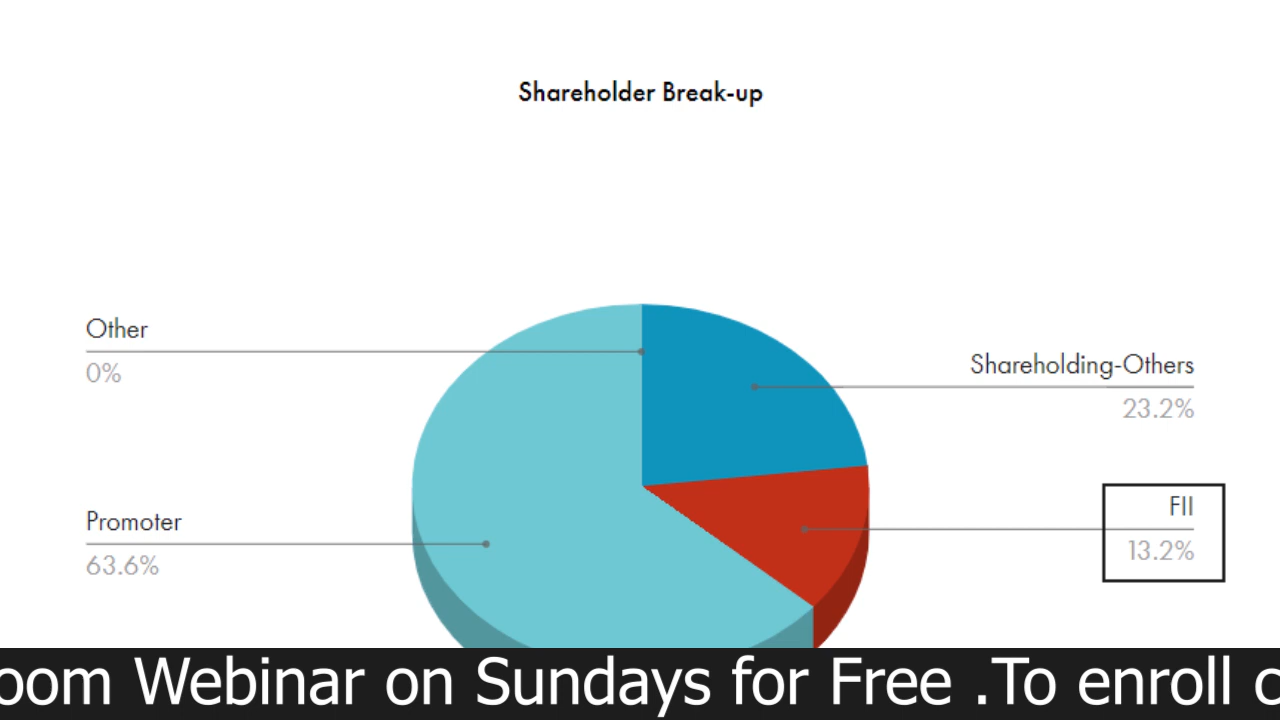 Shareholder Break-up
Other
0%
Shareholding-Others
23.2%
Promoter
63.6%
FII
13.2%
Webinar on Sundays for Free .To enroll